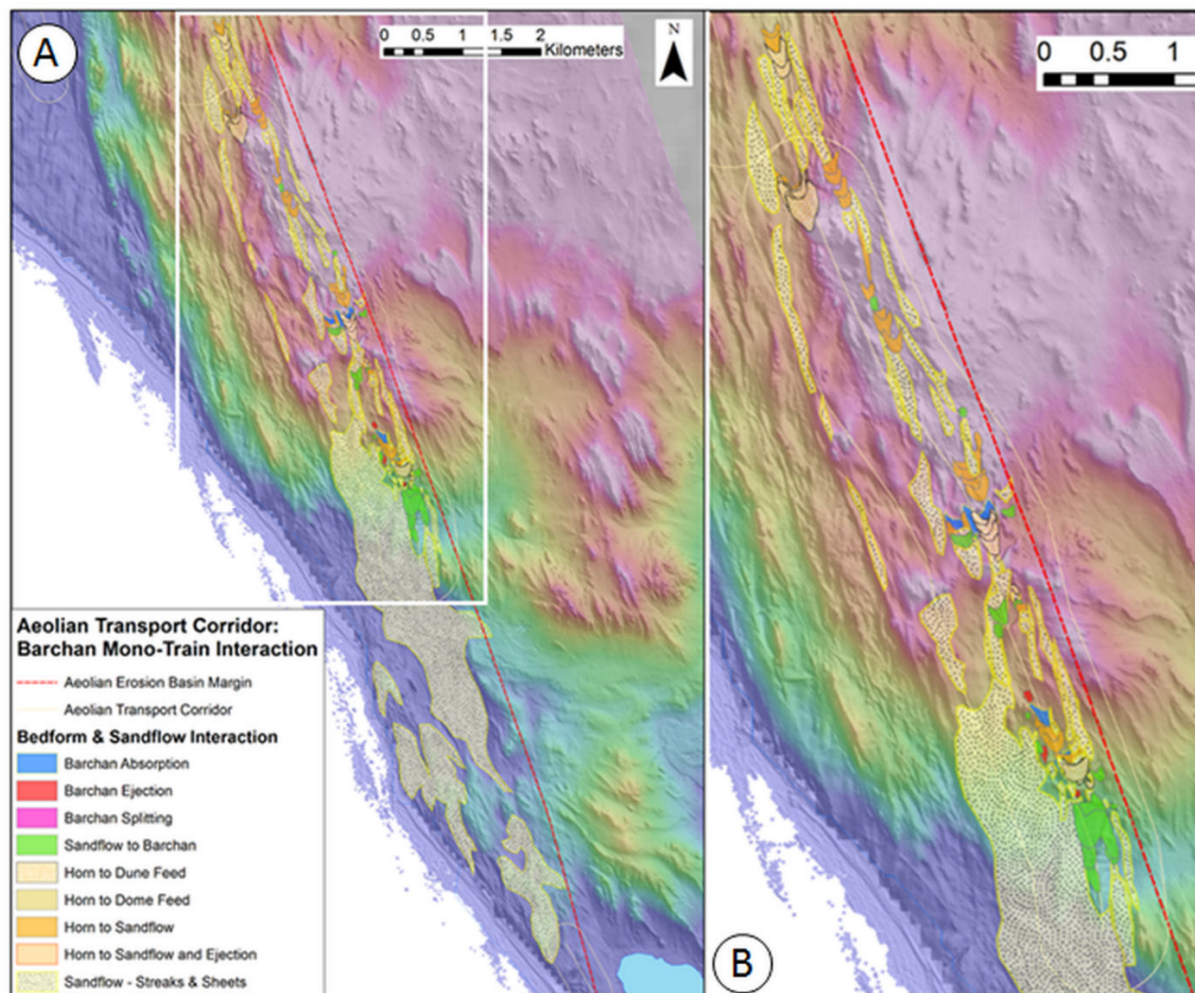 A
0 0.5 1 2
Kilometers
N
0 0.5 1
Aeolian Transport Corridor:
Barchan Mono-Train Interaction
Aeolian Erosion Basin Margin
Aeolian Transport Corridor
Bedform & Sandflow Interaction
Barchan Absorption
Barchan Ejection
Barchan Splitting
Sandflow to Barchan
Horn to Dune Feed
Horn to Dome Feed
Horn to Sandflow
Horn to Sandflow and Ejection
Sandflow - Streaks & Sheets
B